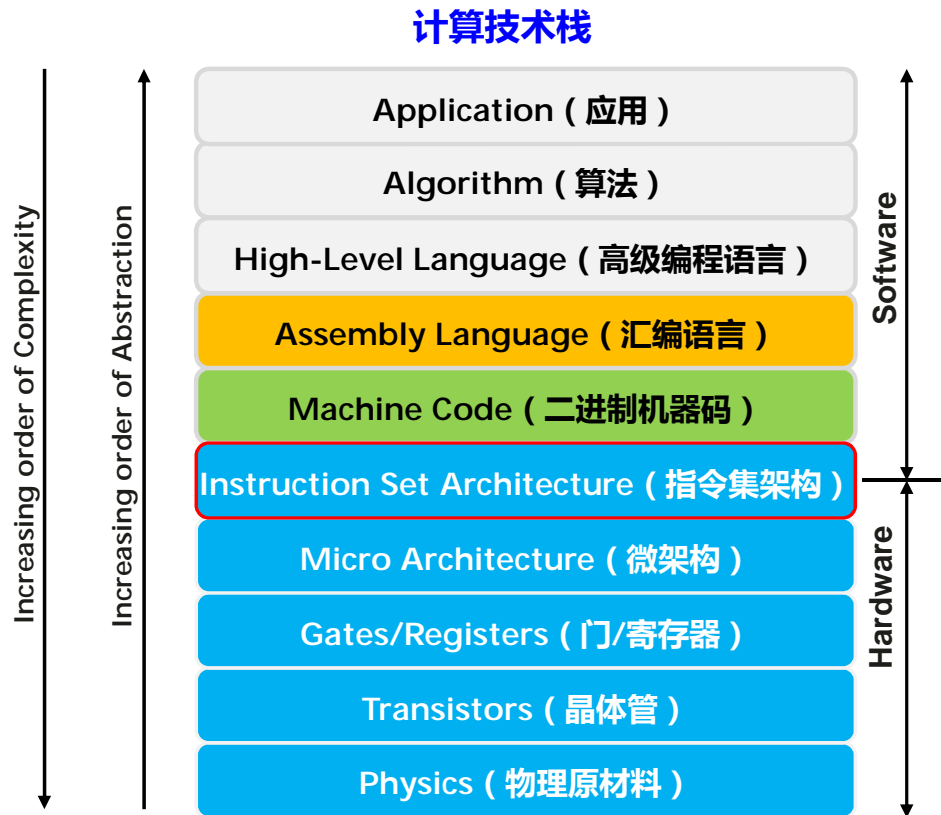 计算技术栈
Application（应用）
Algorithm（算法）
High-Level Language（高级编程语言）
Assembly Language（汇编语言）
Machine Code（二进制机器码）
Instruction Set Architecture（指令集架构）
Micro Architecture（微架构）
Gates/Registers（门/寄存器）
Transistors（晶体管）
Physics（物理原材料）
Increasing order of Complexity
Increasing order of Abstraction
Software
Hardware